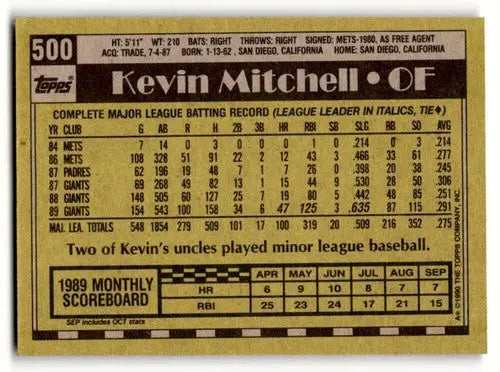 500
HT: 5'11" WT: 210 BATS: RIGHT THROWS: RIGHT SIGNED: METS-1980, AS FREE AGENT
ACQ: TRADE, 7-4-87 BORN: 1-13-62, SAN DIEGO, CALIFORNIA HOME: SAN DIEGO, CALIFORNIA
TOPPS Kevin Mitchell • OF
COMPLETE MAJOR LEAGUE BATTING RECORD (LEAGUE LEADER IN ITALICS, TIE♦)
YR CLUB G AB R H 2B 3B HR RBI SB SLG BB SO AVG
84 METS 7 14 0 3 0 0 0 1 0 .214 0 3 .214
86 METS 108 328 51 91 22 2 12 43 3 .466 33 61 .277
87 PADRES 62 196 19 48 7 1 7 26 0 .398 20 38 .245
87 GIANTS 69 268 49 82 13 1 15 44 9 .530 28 50 .306
88 GIANTS 148 505 60 127 25 7 19 80 5 .442 48 85 .251
89 GIANTS 154 543 100 158 34 6 47 125 3 .635 87 115 .291
MAJ. LEA. TOTALS 548 1854 279 509 101 17 100 319 20 .509 216 352 .275
Two of Kevin's uncles played minor league baseball.
1989 MONTHLY SCOREBOARD
APR MAY JUN JUL AUG SEP
HR 6 9 9 9 7 7
RBI 25 23 24 17 21 15
SEP includes OCT stats
A* © 1990 THE TOPPS COMPANY, INC.